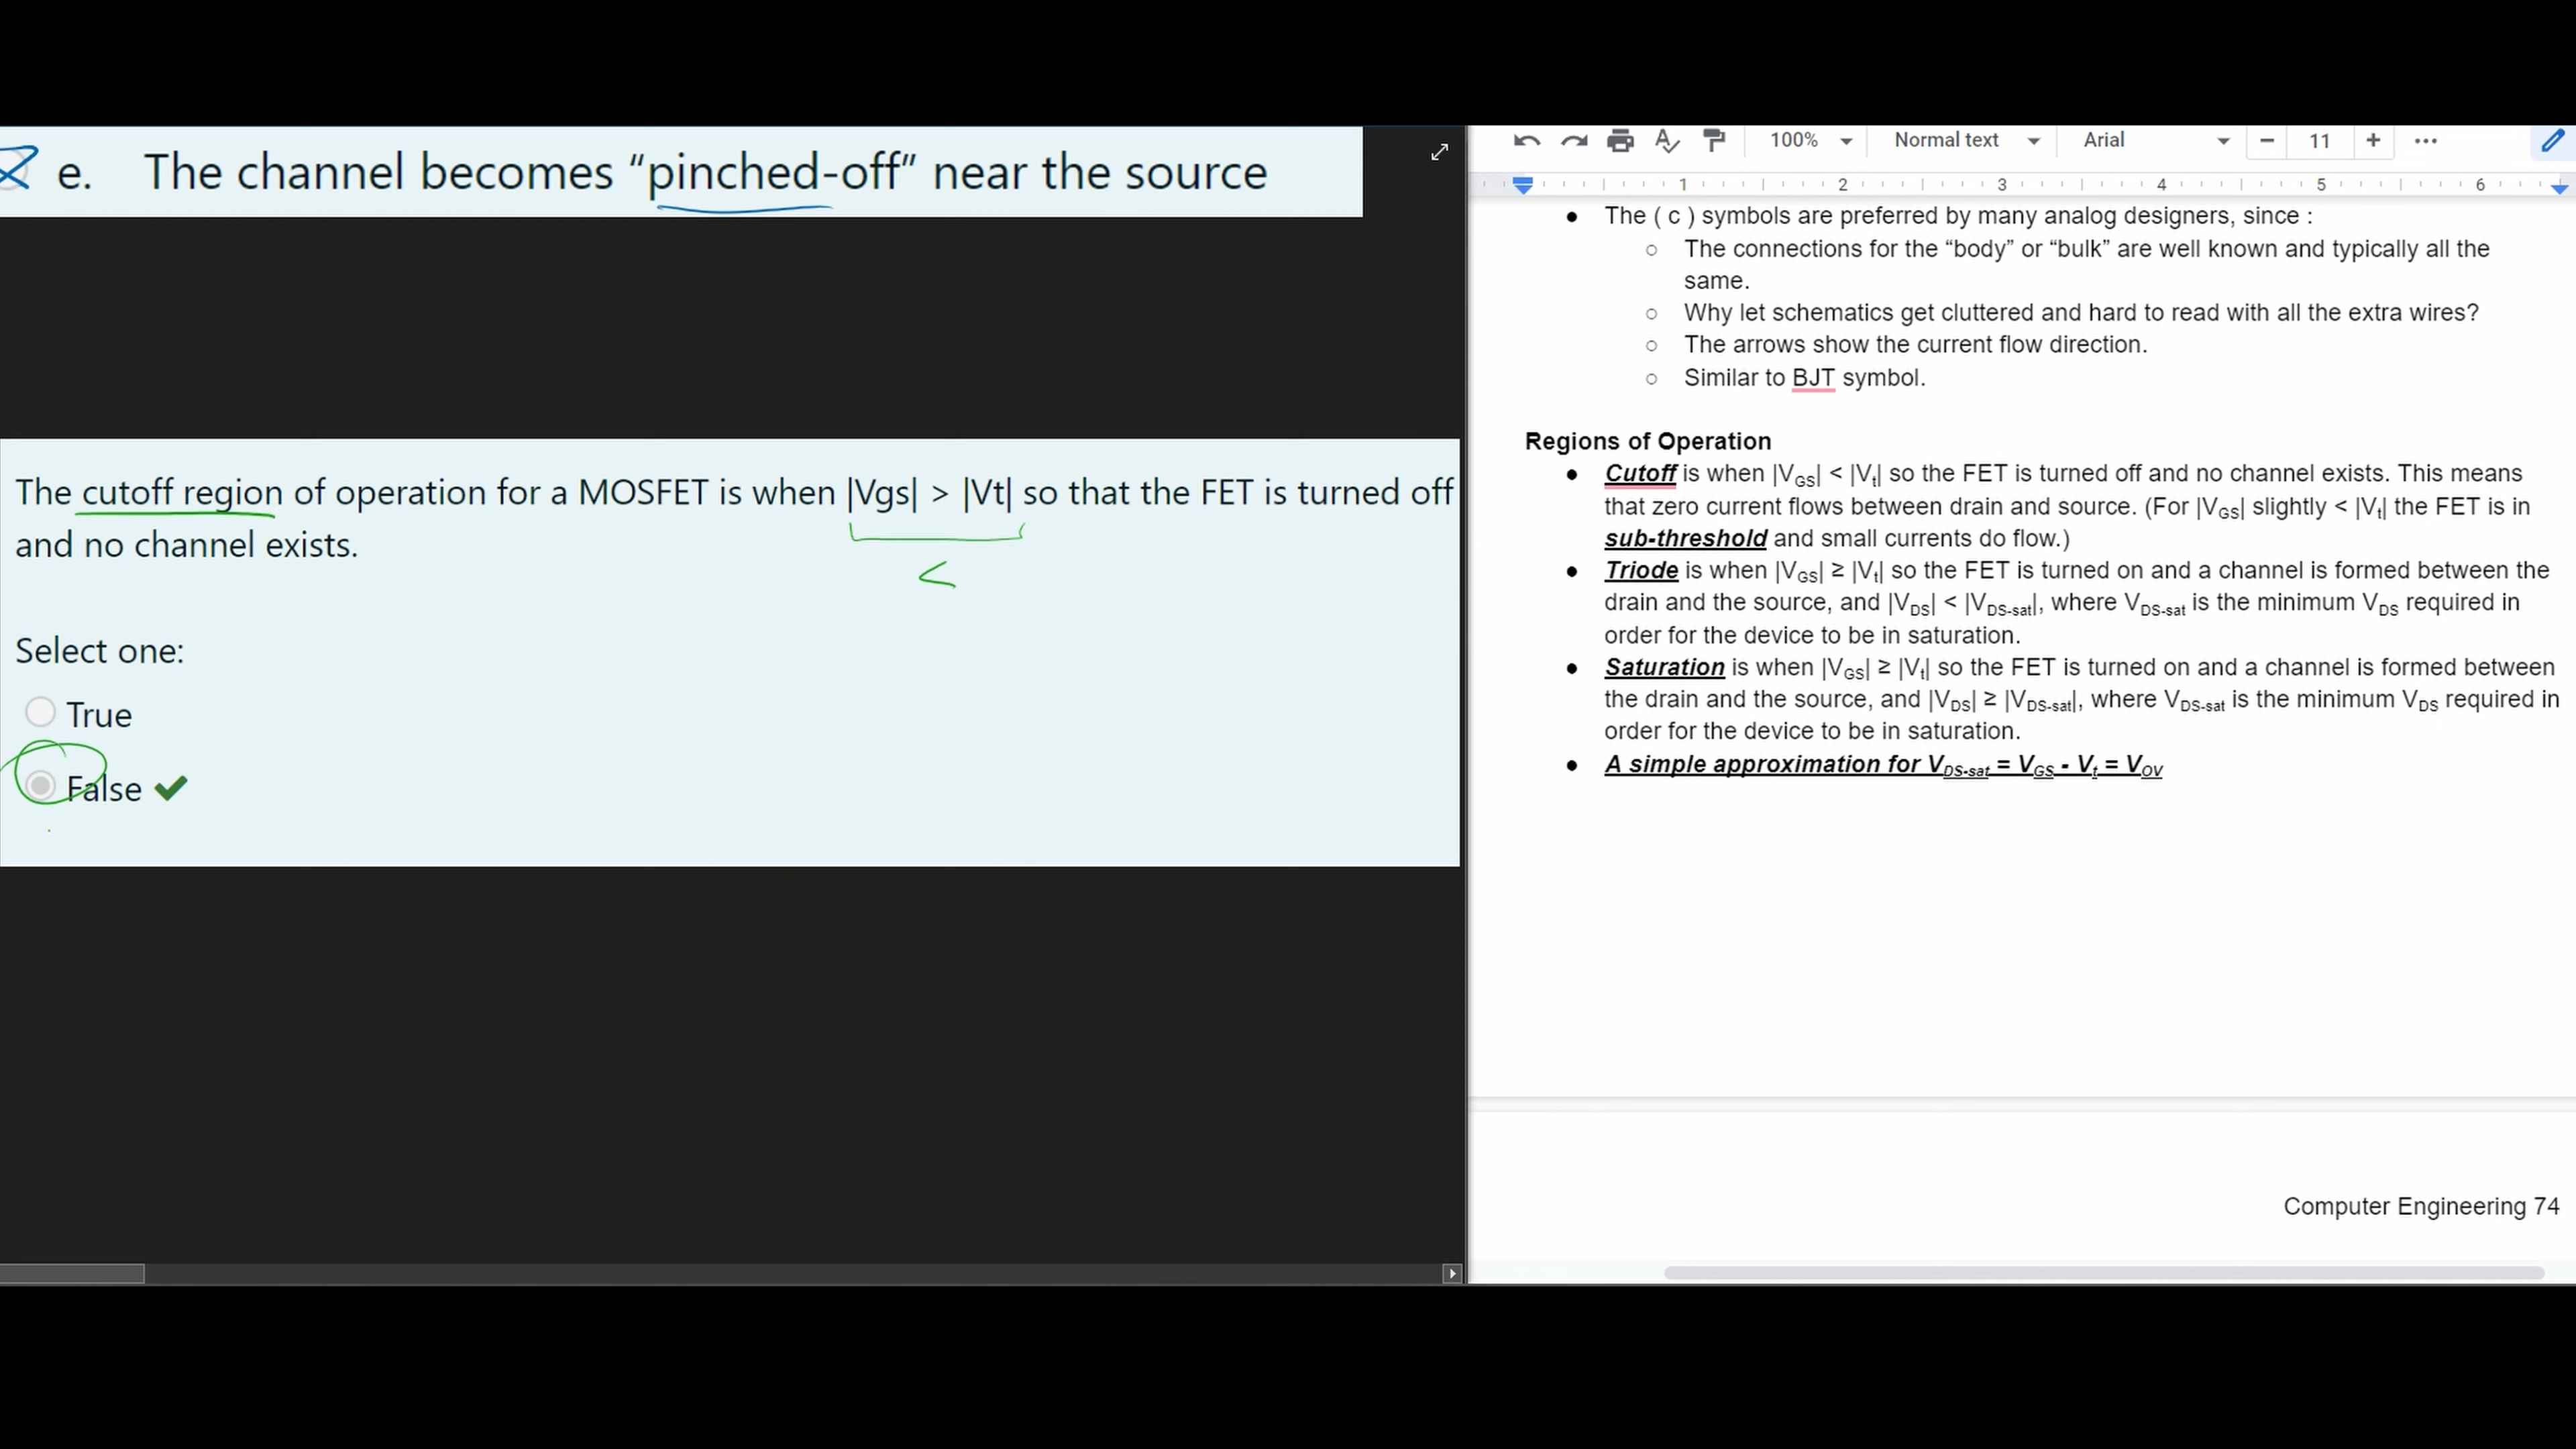 e. The channel becomes “pinched-off” near the source
The cutoff region of operation for a MOSFET is when |Vgs| > |Vt| so that the FET is turned off
and no channel exists.
<
Select one:
True
False ✔
100% Normal text Arial − 11 + ...
1 2 3 4 5 6
● The ( c ) symbols are preferred by many analog designers, since :
○ The connections for the “body” or “bulk” are well known and typically all the
same.
○ Why let schematics get cluttered and hard to read with all the extra wires?
○ The arrows show the current flow direction.
○ Similar to BJT symbol.
Regions of Operation
● Cutoff is when |VGS| < |Vt| so the FET is turned off and no channel exists. This means
that zero current flows between drain and source. (For |VGS| slightly < |Vt| the FET is in
sub-threshold and small currents do flow.)
● Triode is when |VGS| ≥ |Vt| so the FET is turned on and a channel is formed between the
drain and the source, and |VDS| < |VDS-sat|, where VDS-sat is the minimum VDS required in
order for the device to be in saturation.
● Saturation is when |VGS| ≥ |Vt| so the FET is turned on and a channel is formed between
the drain and the source, and |VDS| ≥ |VDS-sat|, where VDS-sat is the minimum VDS required in
order for the device to be in saturation.
● A simple approximation for VDS-sat = VGS - Vt = VOV
Computer Engineering 74